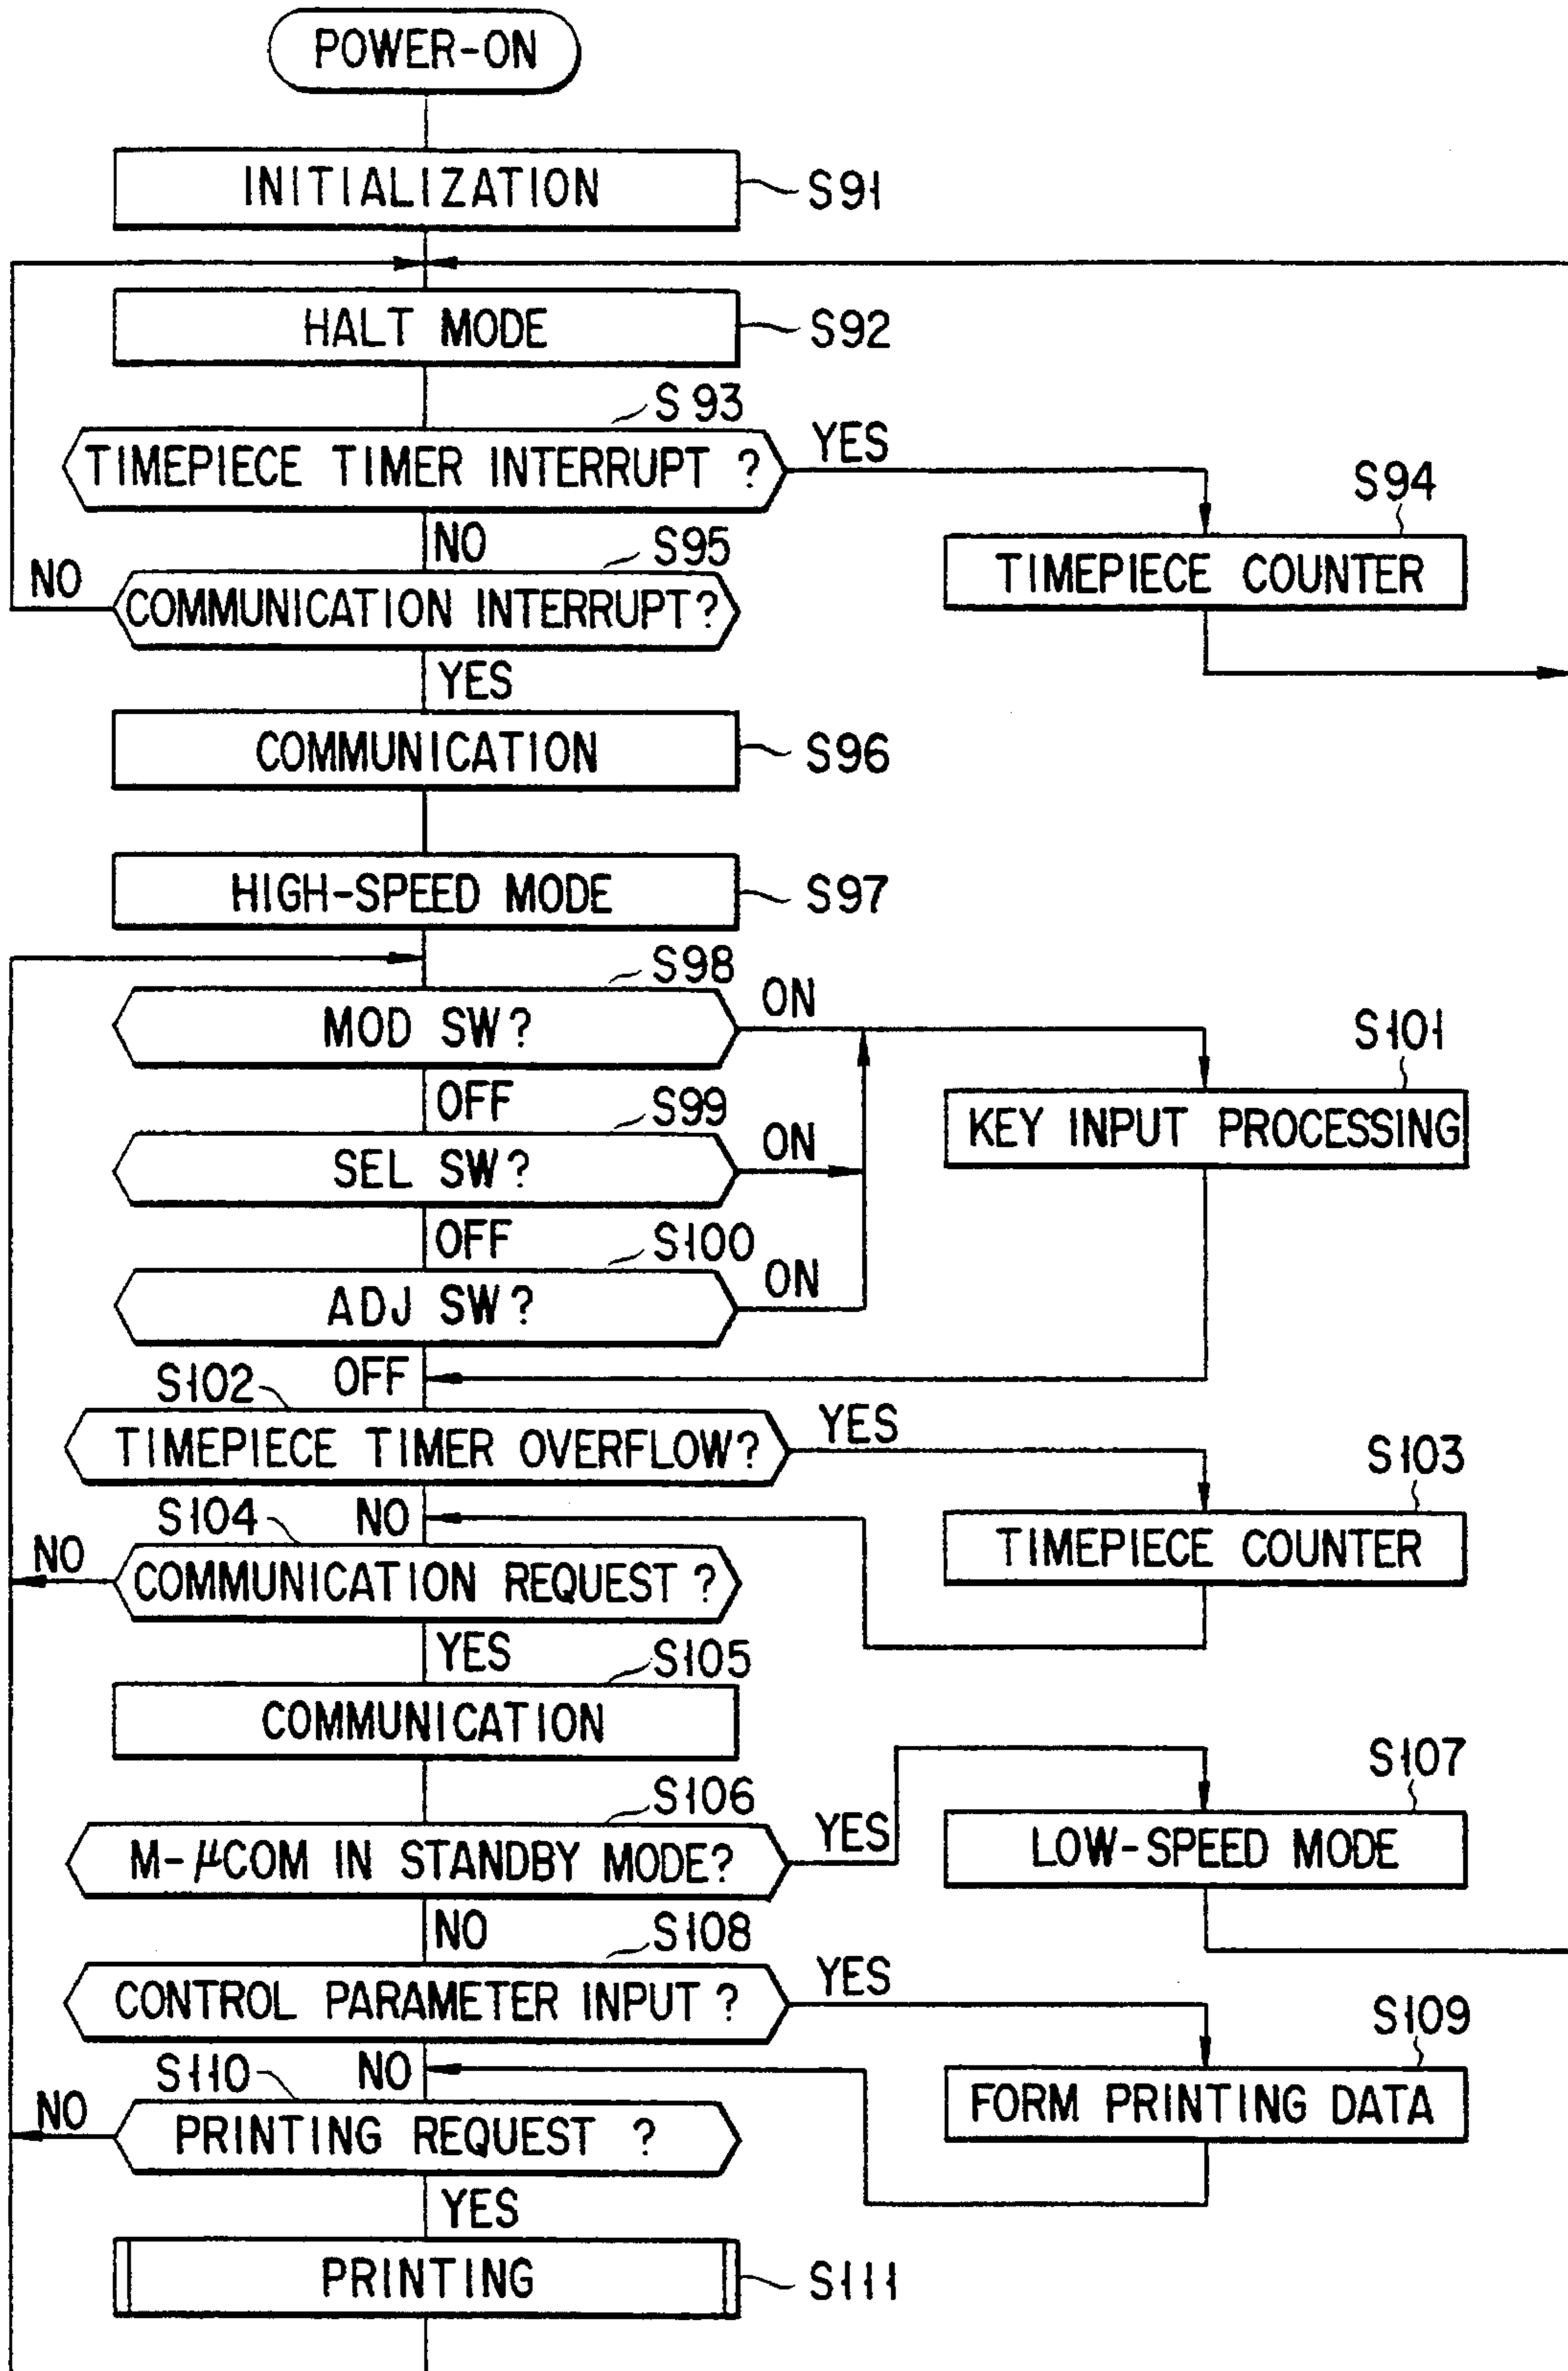 POWER-ON
INITIALIZATION
S91
HALT MODE
S92
S93
TIMEPIECE TIMER INTERRUPT ?
YES
S94
TIMEPIECE COUNTER
NO
S95
NO
COMMUNICATION INTERRUPT?
YES
COMMUNICATION
S96
HIGH-SPEED MODE
S97
S98
MOD SW?
ON
S101
KEY INPUT PROCESSING
OFF
S99
SEL SW?
ON
OFF
S100
ADJ SW?
ON
OFF
S102
TIMEPIECE TIMER OVERFLOW?
YES
S103
TIMEPIECE COUNTER
S104
NO
NO
COMMUNICATION REQUEST ?
YES
S105
COMMUNICATION
S106
M-μCOM IN STANDBY MODE?
YES
S107
LOW-SPEED MODE
NO
S108
CONTROL PARAMETER INPUT ?
YES
S109
FORM PRINTING DATA
S110
NO
NO
PRINTING REQUEST ?
YES
PRINTING
S111